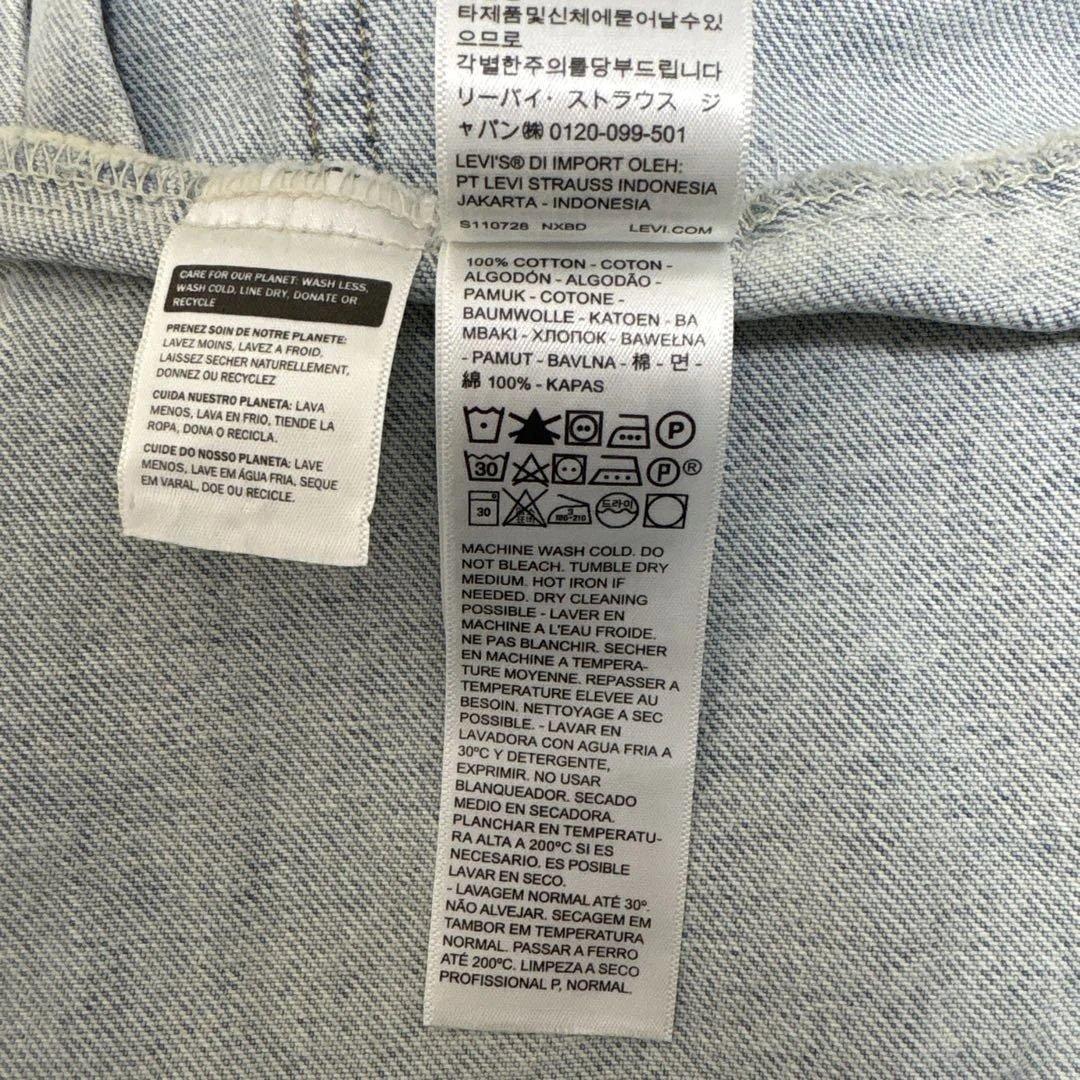 타제품및신체에묻어날수있
으므로
각별한주의를당부드립니다
リーバイ・ストラウス ジ
ャパン㈱ 0120-099-501
LEVI'S® DI IMPORT OLEH:
PT LEVI STRAUSS INDONESIA
JAKARTA - INDONESIA
S110728 NXBD LEVI.COM
CARE FOR OUR PLANET: WASH LESS,
WASH COLD, LINE DRY, DONATE OR
RECYCLE
PRENEZ SOIN DE NOTRE PLANETE:
LAVEZ MOINS, LAVEZ A FROID,
LAISSEZ SECHER NATURELLEMENT,
DONNEZ OU RECYCLEZ
CUIDA NUESTRO PLANETA: LAVA
MENOS, LAVA EN FRIO, TIENDE LA
ROPA, DONA O RECICLA.
CUIDE DO NOSSO PLANETA: LAVE
MENOS, LAVE EM ÁGUA FRIA, SEQUE
EM VARAL, DOE OU RECICLE.
100% COTTON - COTON -
ALGODÓN - ALGODÃO -
PAMUK - COTONE -
BAUMWOLLE - KATOEN - BA
MBAKI - ХЛОПОК - BAWEŁNA
- PAMUT - BAVLNA - 棉 - 면 -
綿 100% - KAPAS
P
30 P ®
30 3 180-210 드라이
MACHINE WASH COLD. DO
NOT BLEACH. TUMBLE DRY
MEDIUM. HOT IRON IF
NEEDED. DRY CLEANING
POSSIBLE - LAVER EN
MACHINE A L'EAU FROIDE.
NE PAS BLANCHIR. SECHER
EN MACHINE A TEMPERA-
TURE MOYENNE. REPASSER A
TEMPERATURE ELEVEE AU
BESOIN. NETTOYAGE A SEC
POSSIBLE. - LAVAR EN
LAVADORA CON AGUA FRIA A
30ºC Y DETERGENTE,
EXPRIMIR. NO USAR
BLANQUEADOR. SECADO
MEDIO EN SECADORA.
PLANCHAR EN TEMPERATU-
RA ALTA A 200ºC SI ES
NECESARIO. ES POSIBLE
LAVAR EN SECO.
- LAVAGEM NORMAL ATÉ 30º.
NÃO ALVEJAR. SECAGEM EM
TAMBOR EM TEMPERATURA
NORMAL. PASSAR A FERRO
ATÉ 200ºC. LIMPEZA A SECO
PROFISSIONAL P, NORMAL.